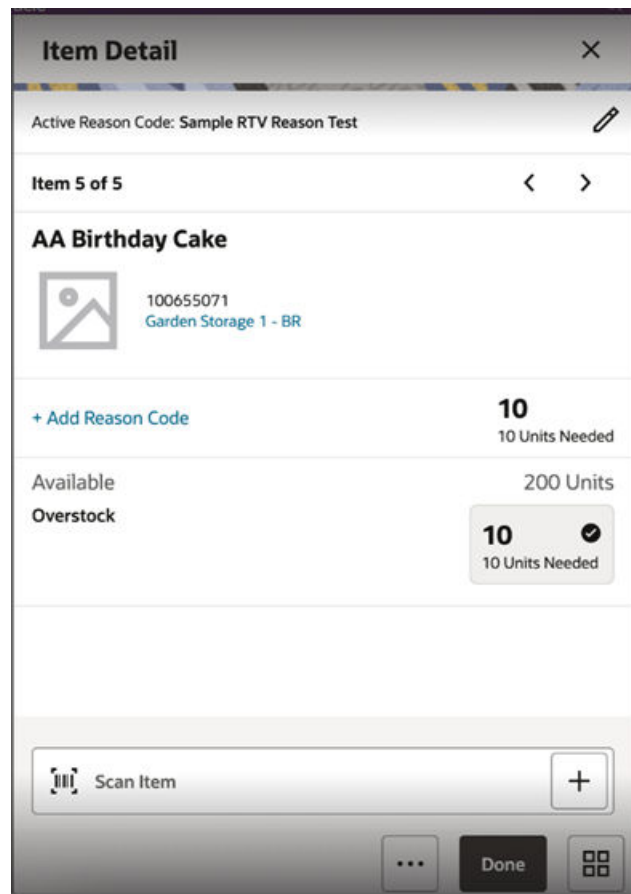 Item Detail
Active Reason Code: Sample RTV Reason Test
Item 5 of 5
AA Birthday Cake
100655071
Garden Storage 1 - BR
+ Add Reason Code
10
10 Units Needed
Available
200 Units
Overstock
10
10 Units Needed
Scan Item
Done